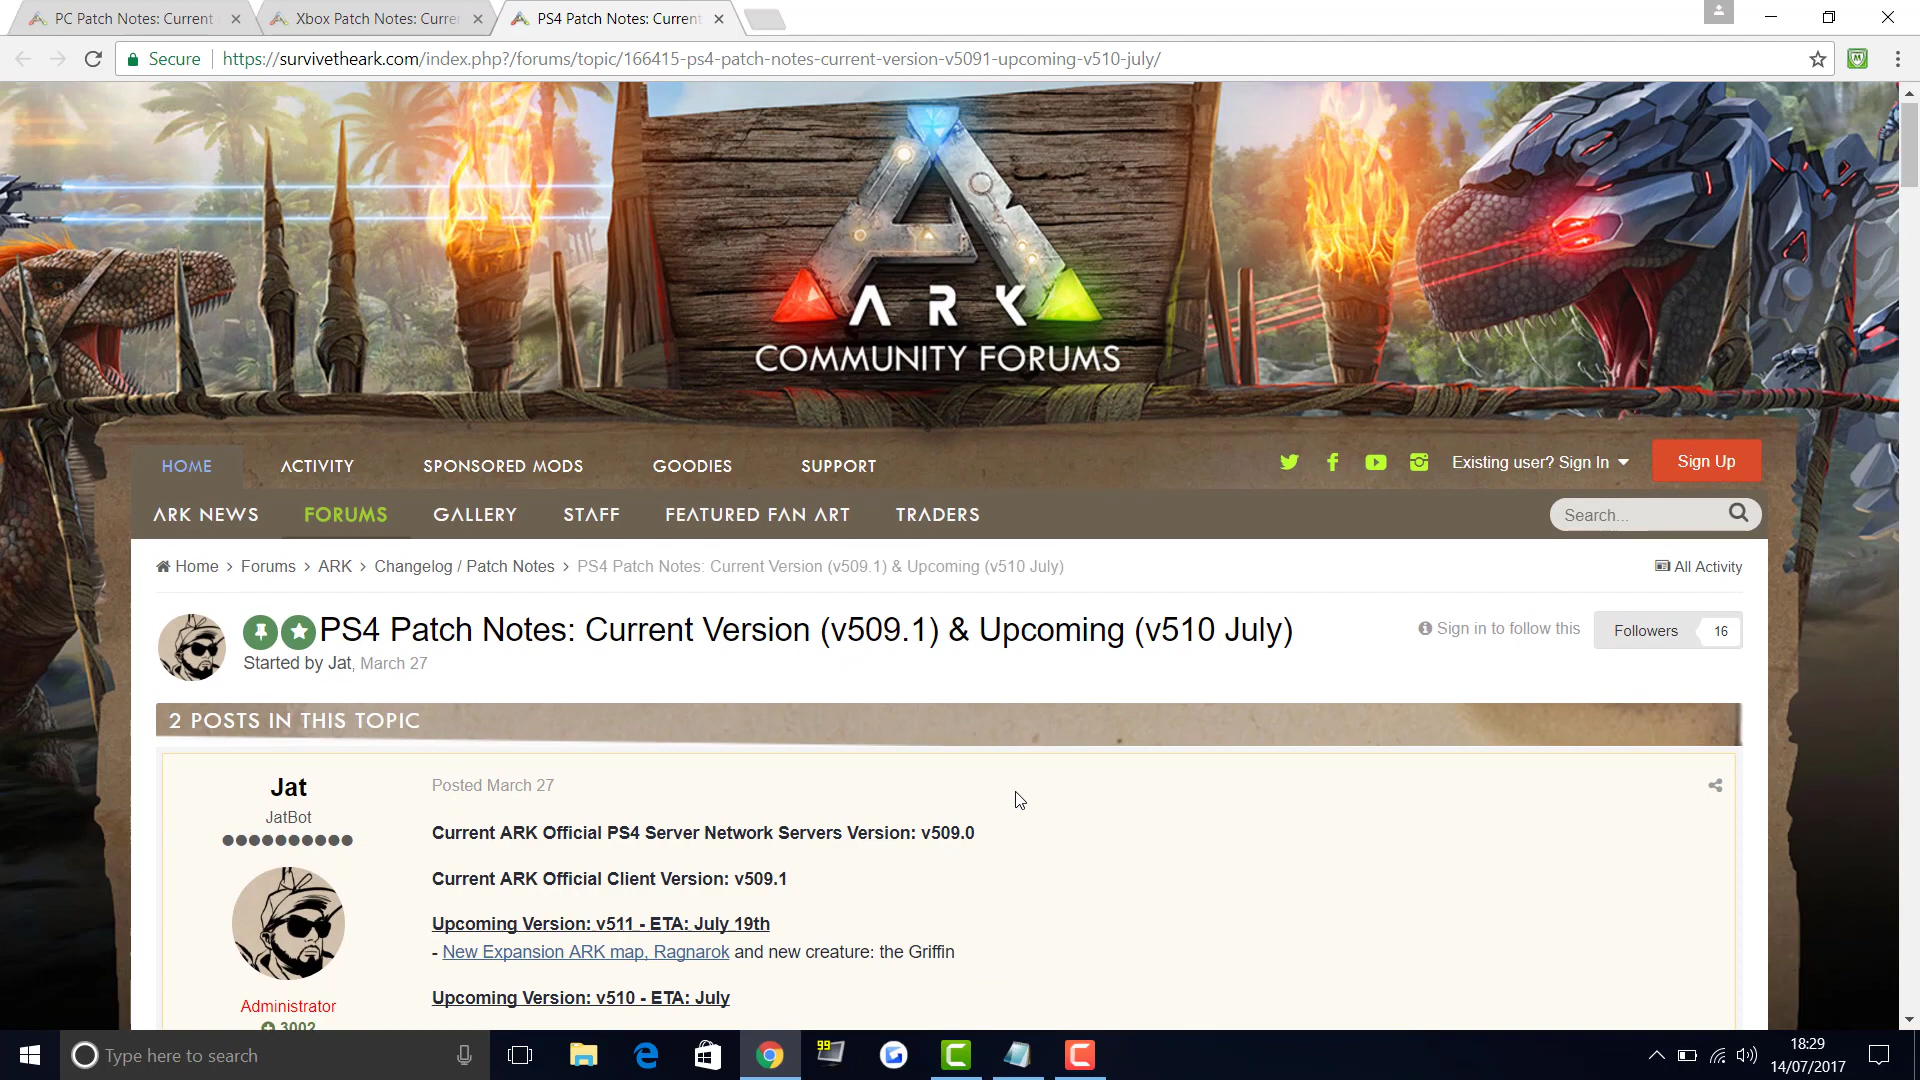 PC Patch Notes: Current
Xbox Patch Notes: Curre
PS4 Patch Notes: Current
Secure
https://survivetheark.com/index.php?/forums/topic/166415-ps4-patch-notes-current-version-v5091-upcoming-v510-july/
ARK
COMMUNITY FORUMS
HOME
ACTIVITY
SPONSORED MODS
GOODIES
SUPPORT
Existing user? Sign In
Sign Up
ARK NEWS
FORUMS
GALLERY
STAFF
FEATURED FAN ART
TRADERS
Search...
Home > Forums > ARK > Changelog / Patch Notes > PS4 Patch Notes: Current Version (v509.1) & Upcoming (v510 July)
All Activity
PS4 Patch Notes: Current Version (v509.1) & Upcoming (v510 July)
Started by Jat, March 27
Sign in to follow this
Followers 16
2 POSTS IN THIS TOPIC
Jat
JatBot
Administrator
3002
Posted March 27
Current ARK Official PS4 Server Network Servers Version: v509.0
Current ARK Official Client Version: v509.1
Upcoming Version: v511 - ETA: July 19th
- New Expansion ARK map, Ragnarok and new creature: the Griffin
Upcoming Version: v510 - ETA: July
Type here to search
99
18:29
14/07/2017